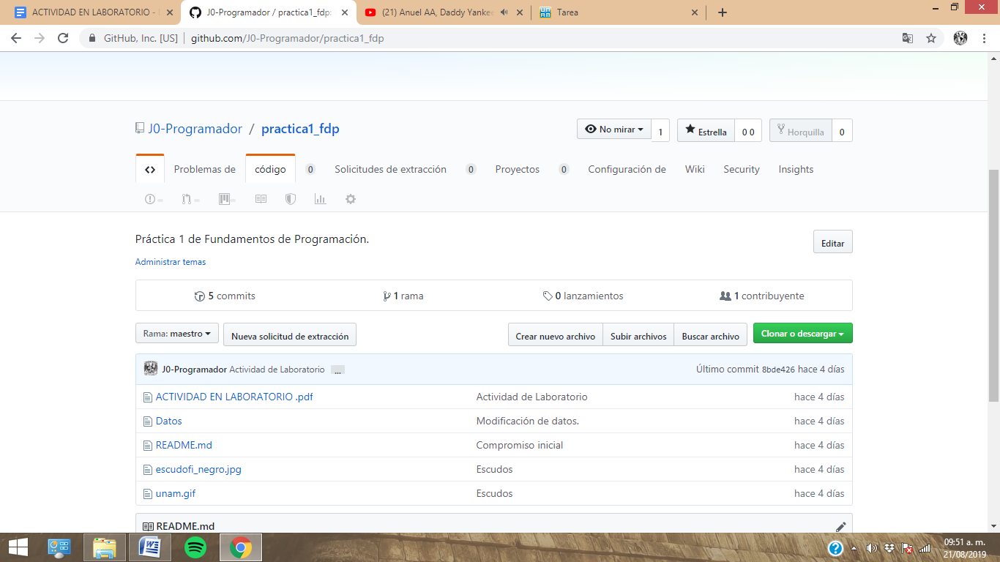 ACTIVIDAD EN LABORATORIO -
J0-Programador / practica1_fdp:
(21) Anuel AA, Daddy Yankee
Tarea
GitHub, Inc. [US] github.com/J0-Programador/practica1_fdp
J0-Programador / practica1_fdp
No mirar 1 Estrella 0 0 Horquilla 0
Problemas de código 0 Solicitudes de extracción 0 Proyectos 0 Configuración de Wiki Security Insights
Práctica 1 de Fundamentos de Programación.
Editar
Administrar temas
5 commits 1 rama 0 lanzamientos 1 contribuyente
Rama: maestro Nueva solicitud de extracción Crear nuevo archivo Subir archivos Buscar archivo Clonar o descargar
J0-Programador Actividad de Laboratorio ... Último commit 8bde426 hace 4 días
ACTIVIDAD EN LABORATORIO .pdf Actividad de Laboratorio hace 4 días
Datos Modificación de datos. hace 4 días
README.md Compromiso inicial hace 4 días
escudofi_negro.jpg Escudos hace 4 días
unam.gif Escudos hace 4 días
README.md
09:51 a. m.
21/08/2019